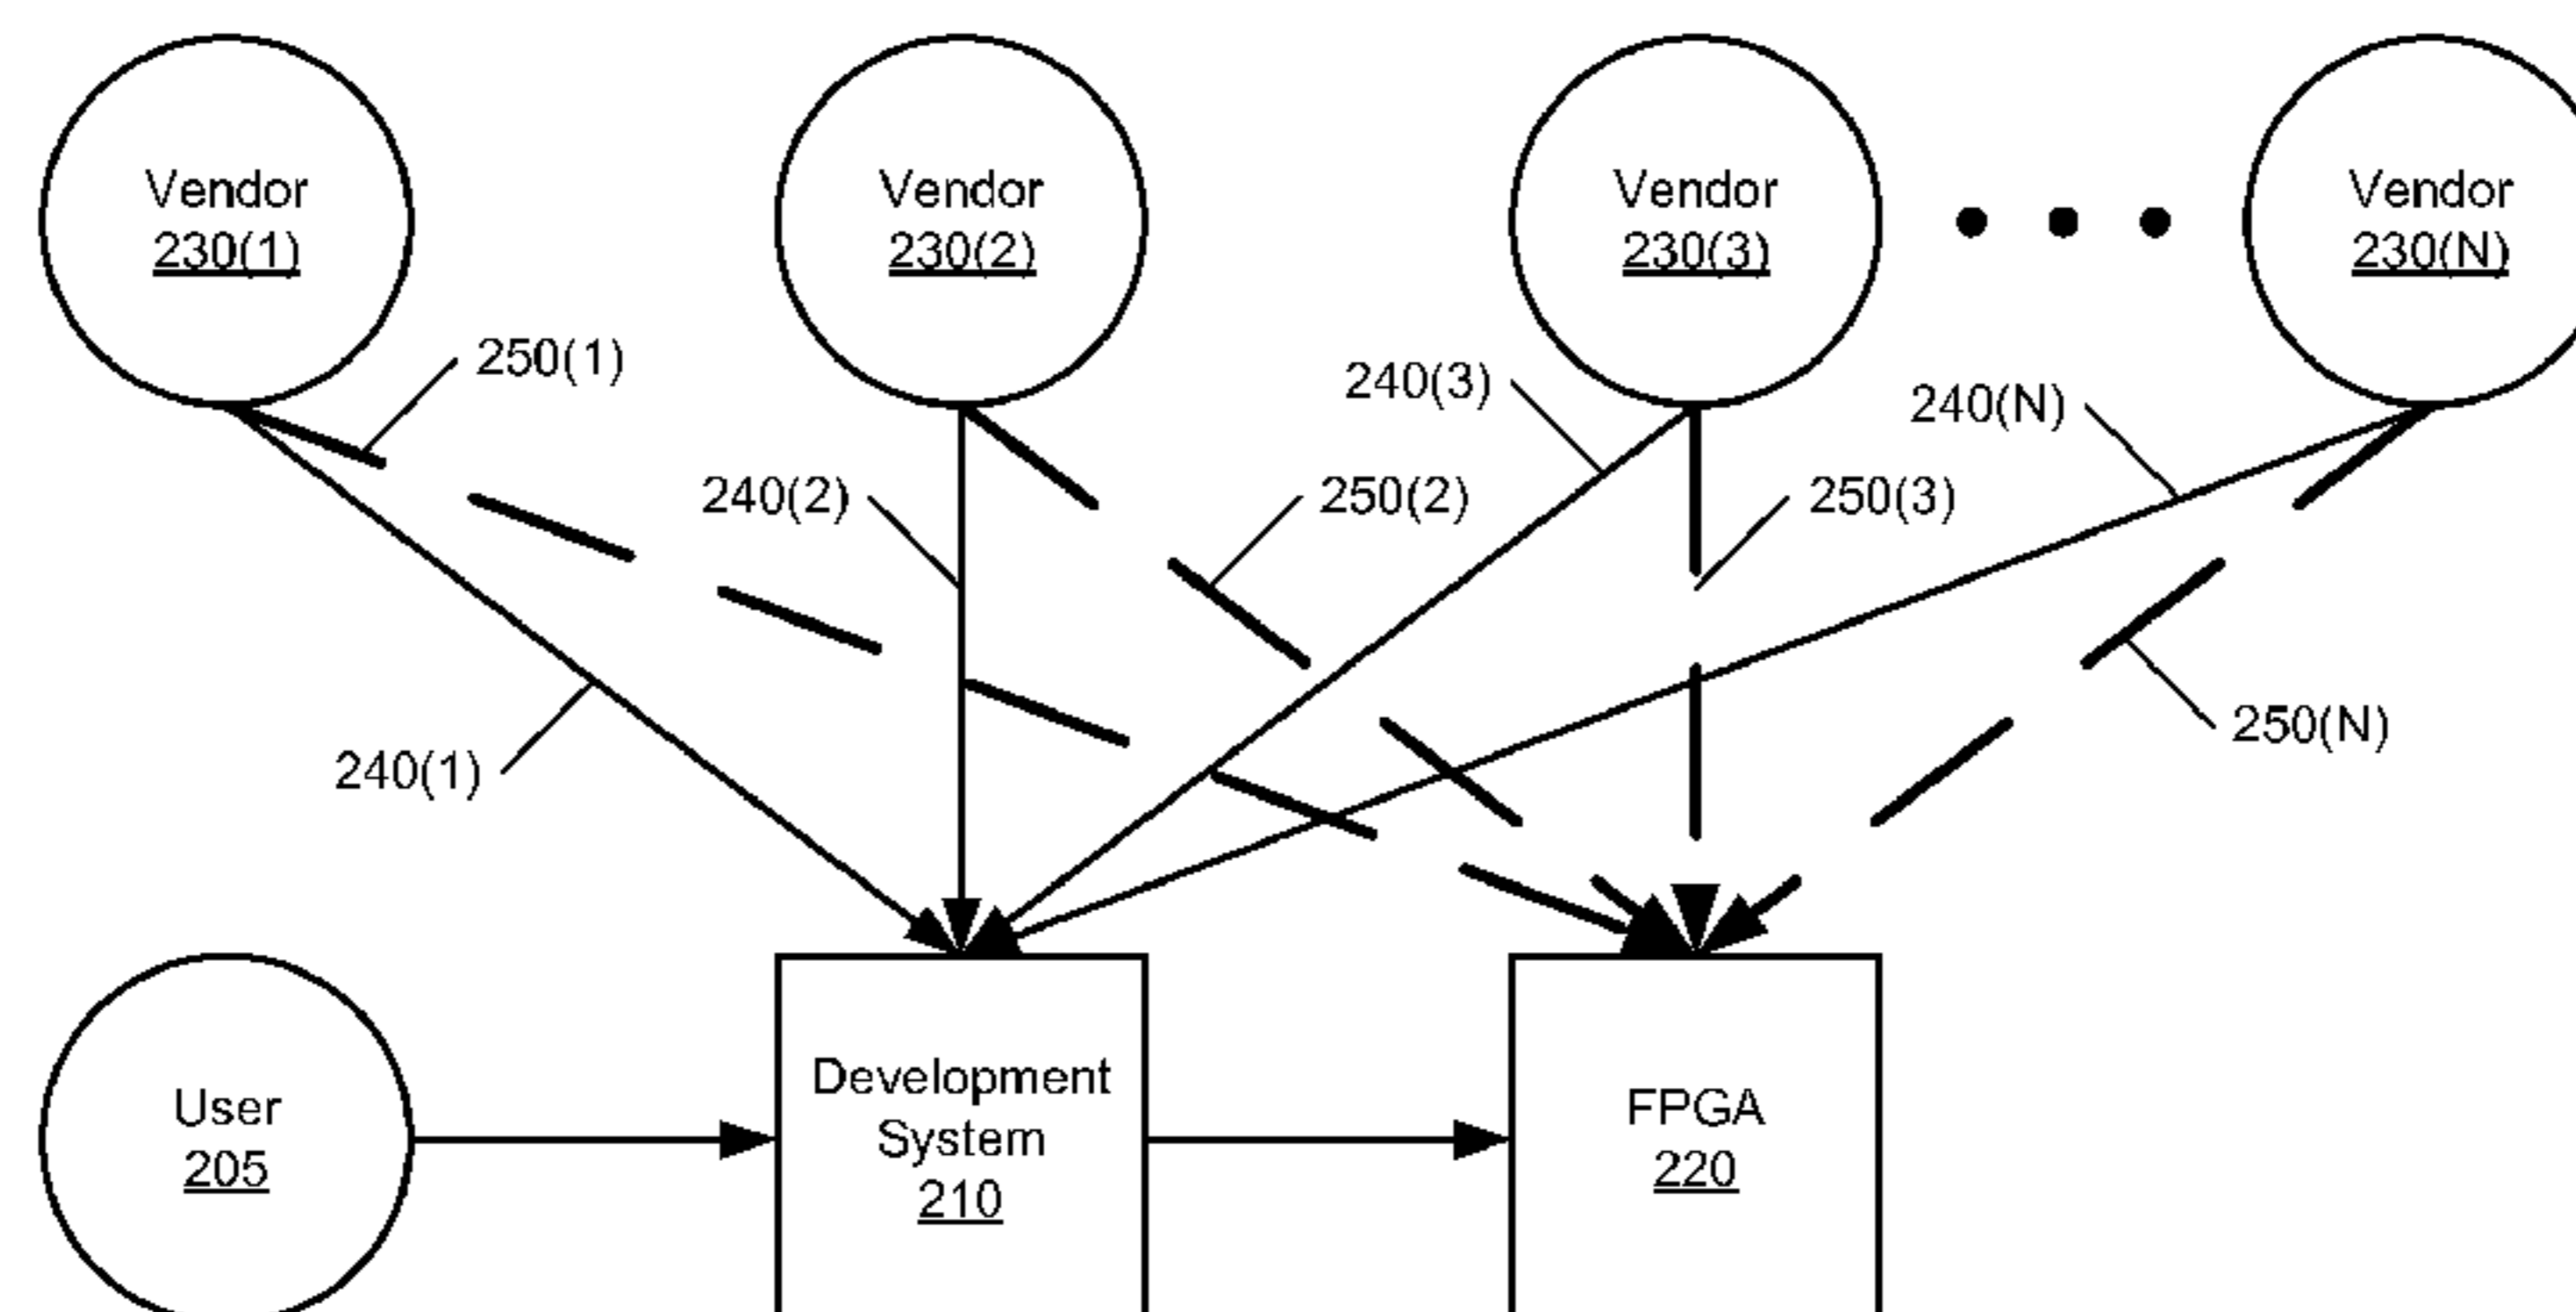 Vendor
230(1)
Vendor
230(2)
Vendor
230(3)
Vendor
230(N)
250(1)
240(3)
240(N)
240(2)
250(2)
250(3)
250(N)
240(1)
User
205
Development
System
210
FPGA
220